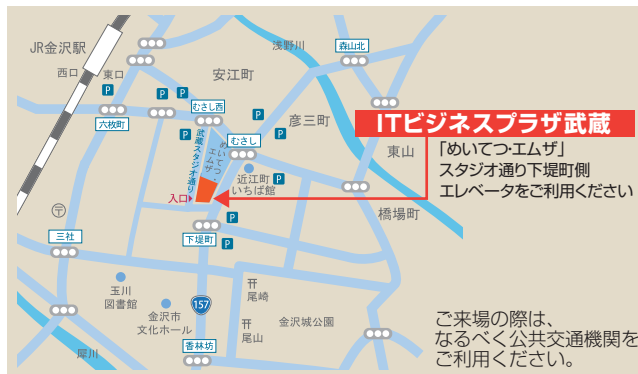 JR金沢駅
西口
東口
浅野川
森山北
安江町
P
P
P
六枚町
むさし西
P
彦三町
P
P
武蔵スタジオ通り
めいてつ・エムザ
むさし
ITビジネスプラザ武蔵
「めいてつ・エムザ」
スタジオ通り下堤町側
エレベータをご利用ください
東山
近江町
いちば館
P
入口
橋場町
〒
三社
下堤町
P
P
玉川
図書館
金沢市
文化ホール
157
尾崎
尾山
金沢城公園
香林坊
犀川
ご来場の際は、
なるべく公共交通機関を
ご利用ください。